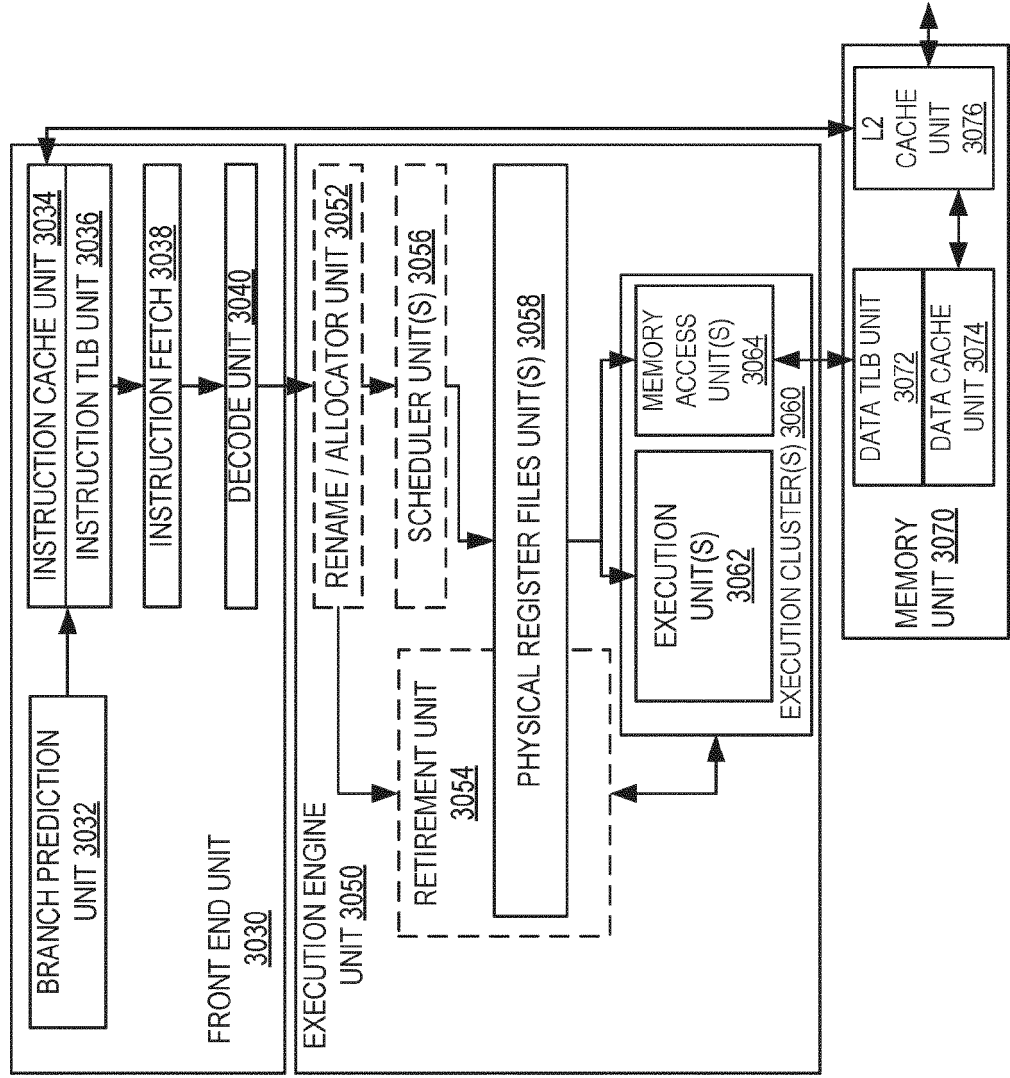 BRANCH PREDICTION
UNIT 3032
INSTRUCTION CACHE UNIT 3034
INSTRUCTION TLB UNIT 3036
INSTRUCTION FETCH 3038
DECODE UNIT 3040
FRONT END UNIT
3030
EXECUTION ENGINE
UNIT 3050
RENAME / ALLOCATOR UNIT 3052
SCHEDULER UNIT(S) 3056
RETIREMENT UNIT
3054
PHYSICAL REGISTER FILES UNIT(S) 3058
EXECUTION
UNIT(S)
3062
MEMORY
ACCESS
UNIT(S)
3064
EXECUTION CLUSTER(S) 3060
MEMORY
UNIT 3070
DATA TLB UNIT
3072
DATA CACHE
UNIT 3074
L2
CACHE
UNIT
3076